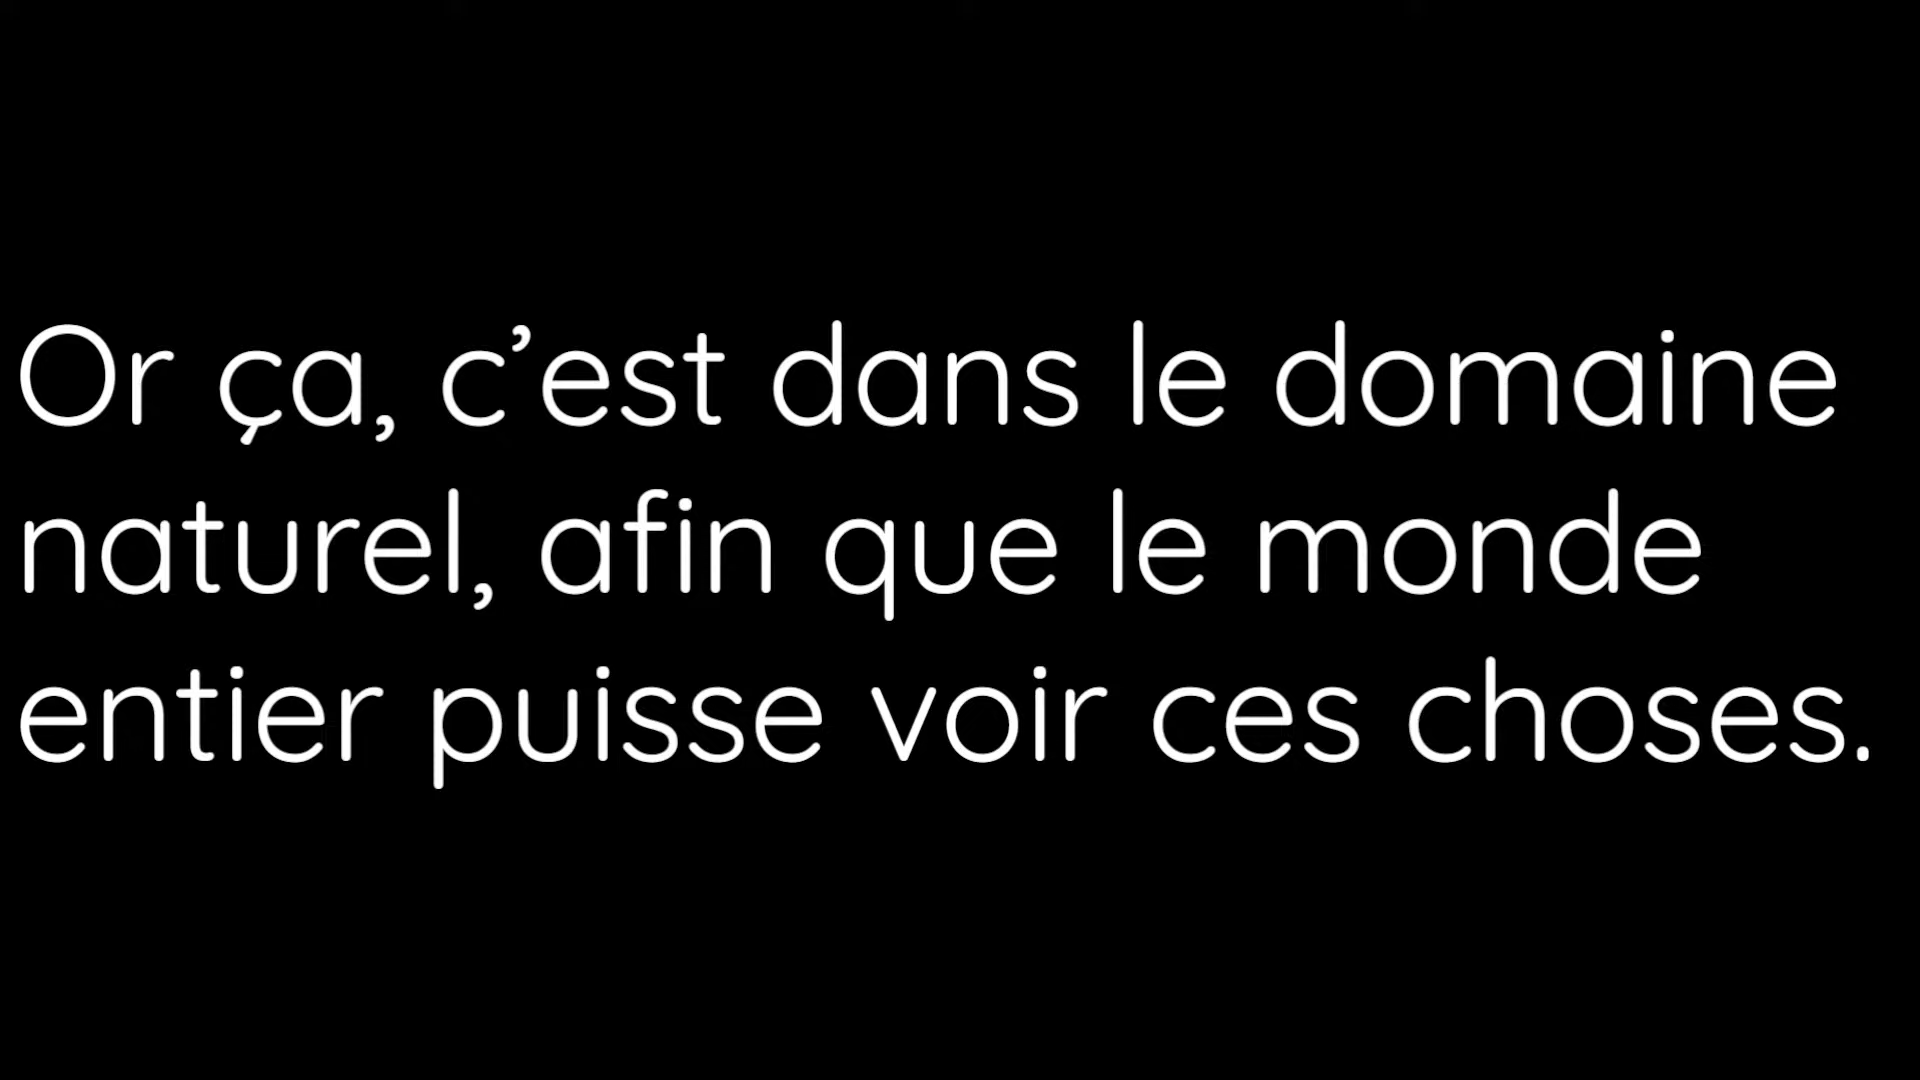 Or ça, c’est dans le domaine
naturel, afin que le monde
entier puisse voir ces choses.